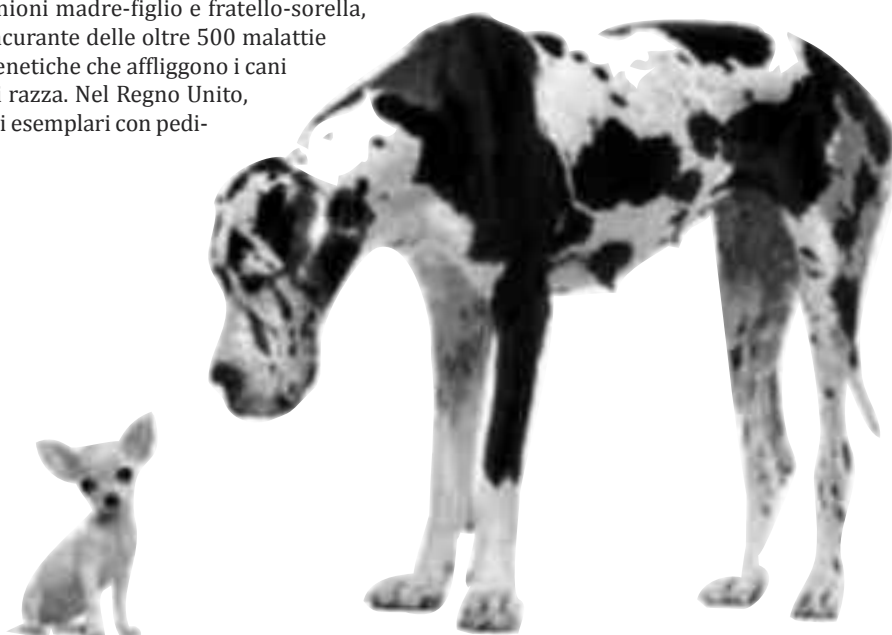 nioni madre-figlio e fratello-sorella,
ncurante delle oltre 500 malattie
enetiche che affliggono i cani
i razza. Nel Regno Unito,
i esemplari con pedi-